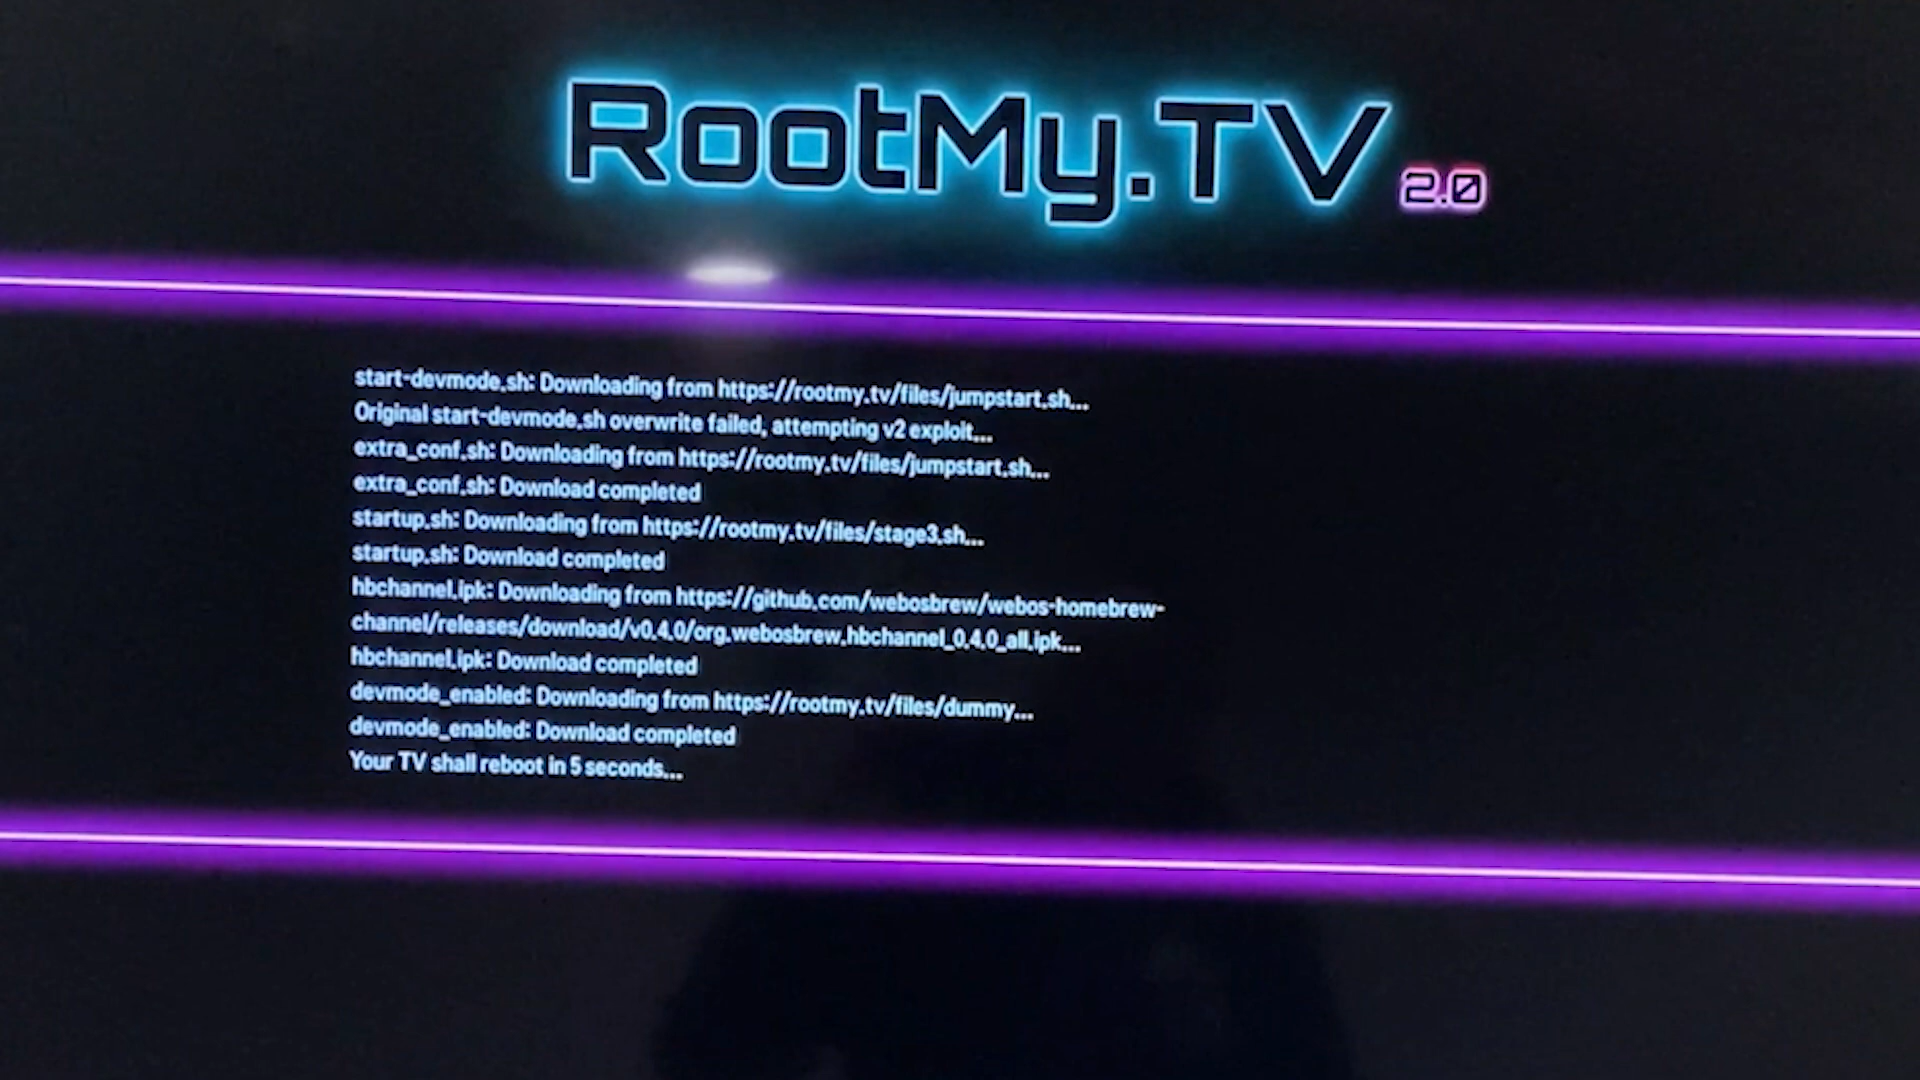 RootMy.TV 2.0
start-devmode.sh: Downloading from https://rootmy.tv/files/jumpstart.sh...
Original start-devmode.sh overwrite failed, attempting v2 exploit...
extra_conf.sh: Downloading from https://rootmy.tv/files/jumpstart.sh...
extra_conf.sh: Download completed
startup.sh: Downloading from https://rootmy.tv/files/stage3.sh...
startup.sh: Download completed
hbchannel.ipk: Downloading from https://github.com/webosbrew/webos-homebrew-
channel/releases/download/v0.4.0/org.webosbrew.hbchannel_0.4.0_all.ipk...
hbchannel.ipk: Download completed
devmode_enabled: Downloading from https://rootmy.tv/files/dummy...
devmode_enabled: Download completed
Your TV shall reboot in 5 seconds...